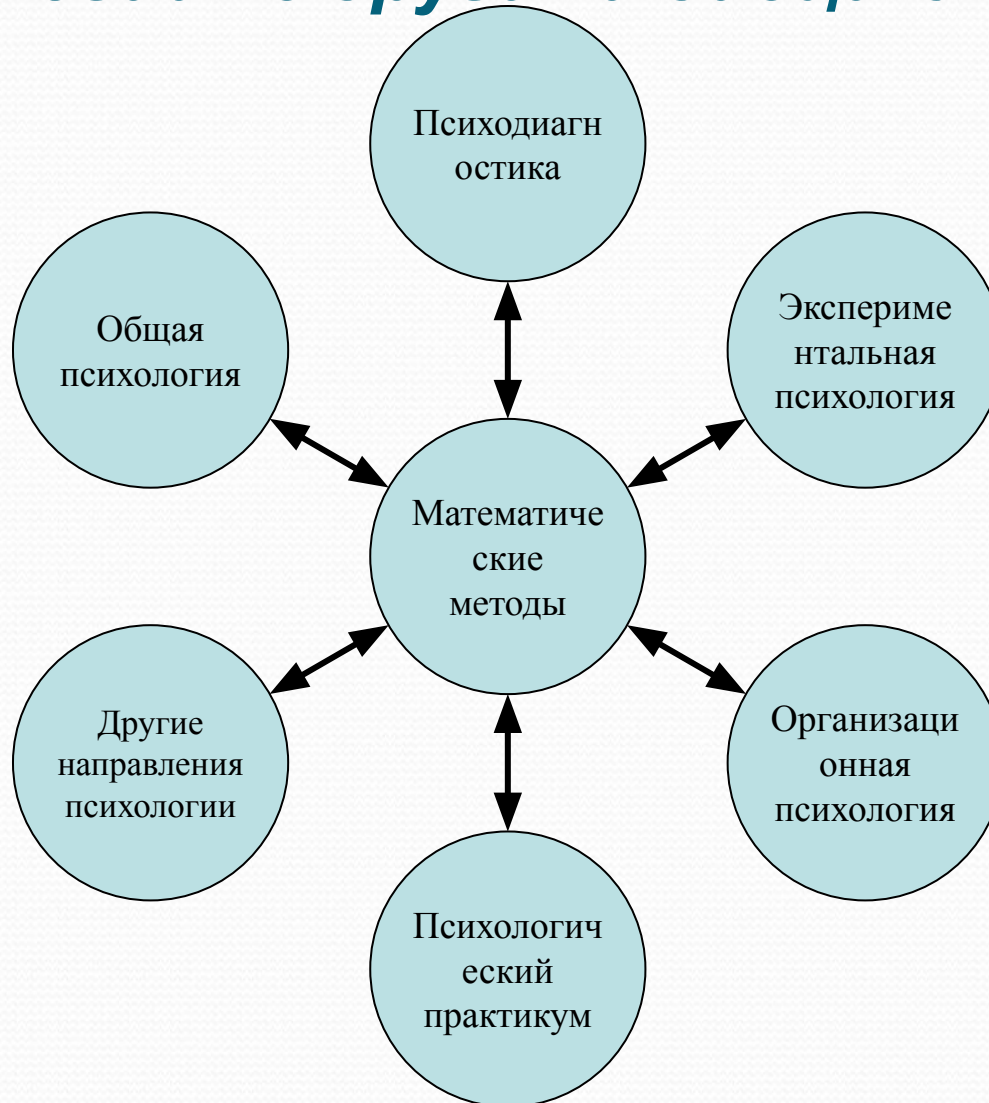 Психодиагн
остика
Общая
психология
Экспериме
нтальная
психология
Математиче
ские
методы
Другие
направления
психологии
Организаци
онная
психология
Психологич
еский
практикум